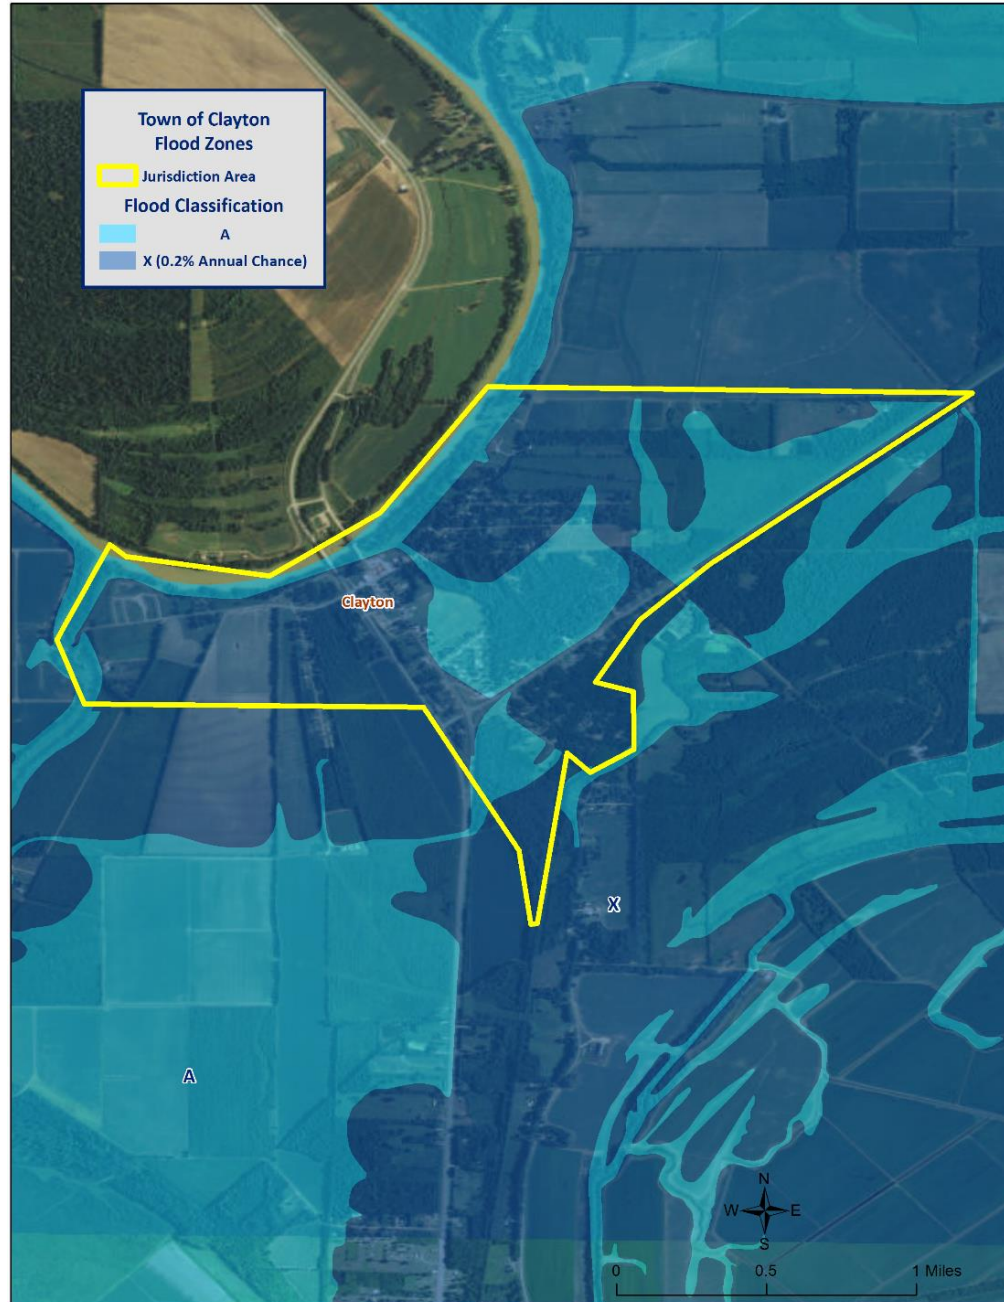 Town of Clayton
Flood Zones
Jurisdiction Area
Flood Classification
A
X (0.2% Annual Chance)
Clayton
X
A
N
W E
S
0 0.5 1 Miles